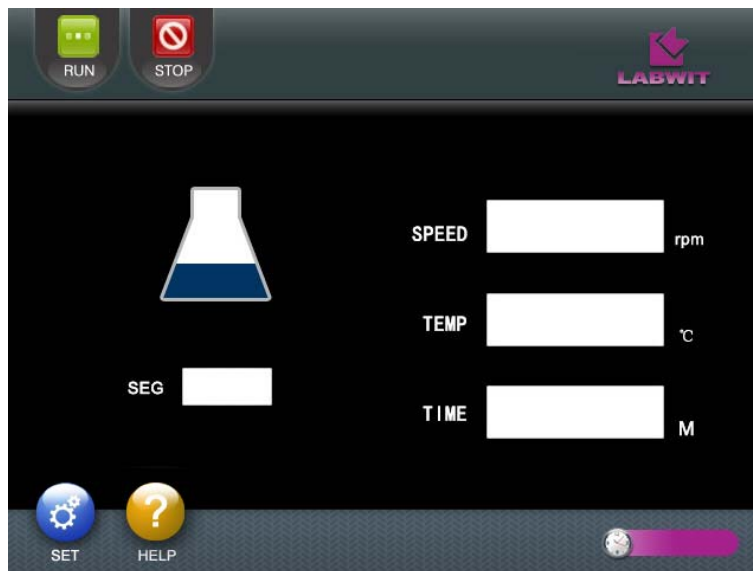 RUN
STOP
LABWIT
SPEED
rpm
TEMP
℃
SEG
TIME
M
?
SET
HELP